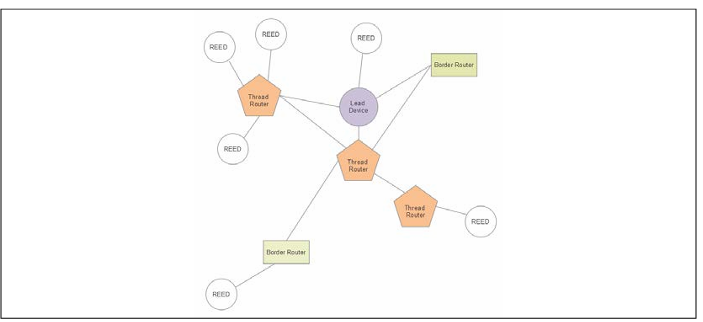 REED
REED
REED
Border Router
Thread
Router
Lead
Device
REED
Thread
Router
Thread
Router
REED
Border Router
REED